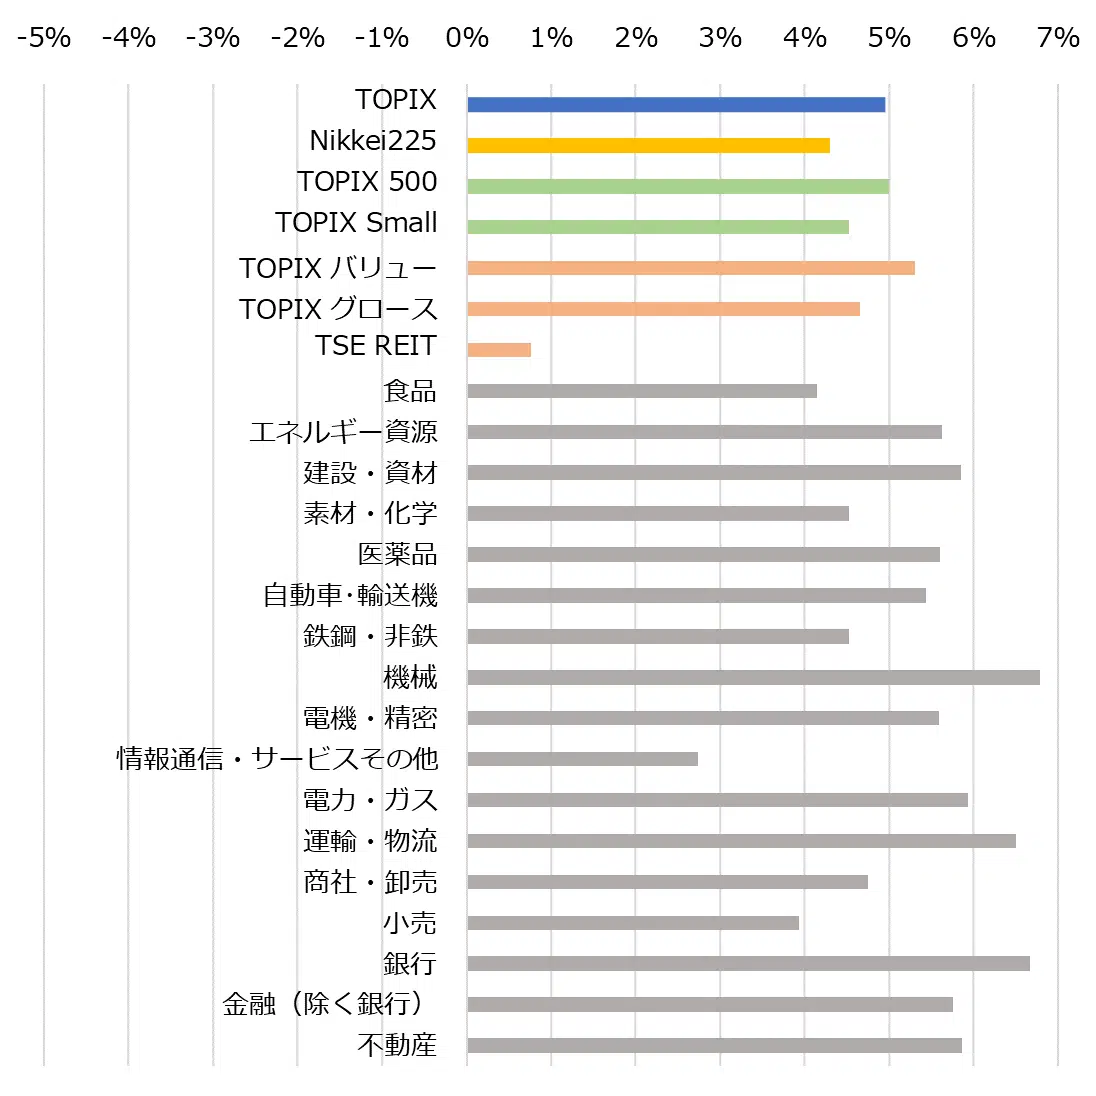 -5% -4% -3% -2% -1% 0% 1% 2% 3% 4% 5% 6% 7%
TOPIX
Nikkei225
TOPIX 500
TOPIX Small
TOPIX バリュー
TOPIX グロース
TSE REIT
食品
エネルギー資源
建設・資材
素材・化学
医薬品
自動車･輸送機
鉄鋼・非鉄
機械
電機・精密
情報通信・サービスその他
電力・ガス
運輸・物流
商社・卸売
小売
銀行
金融（除く銀行）
不動産